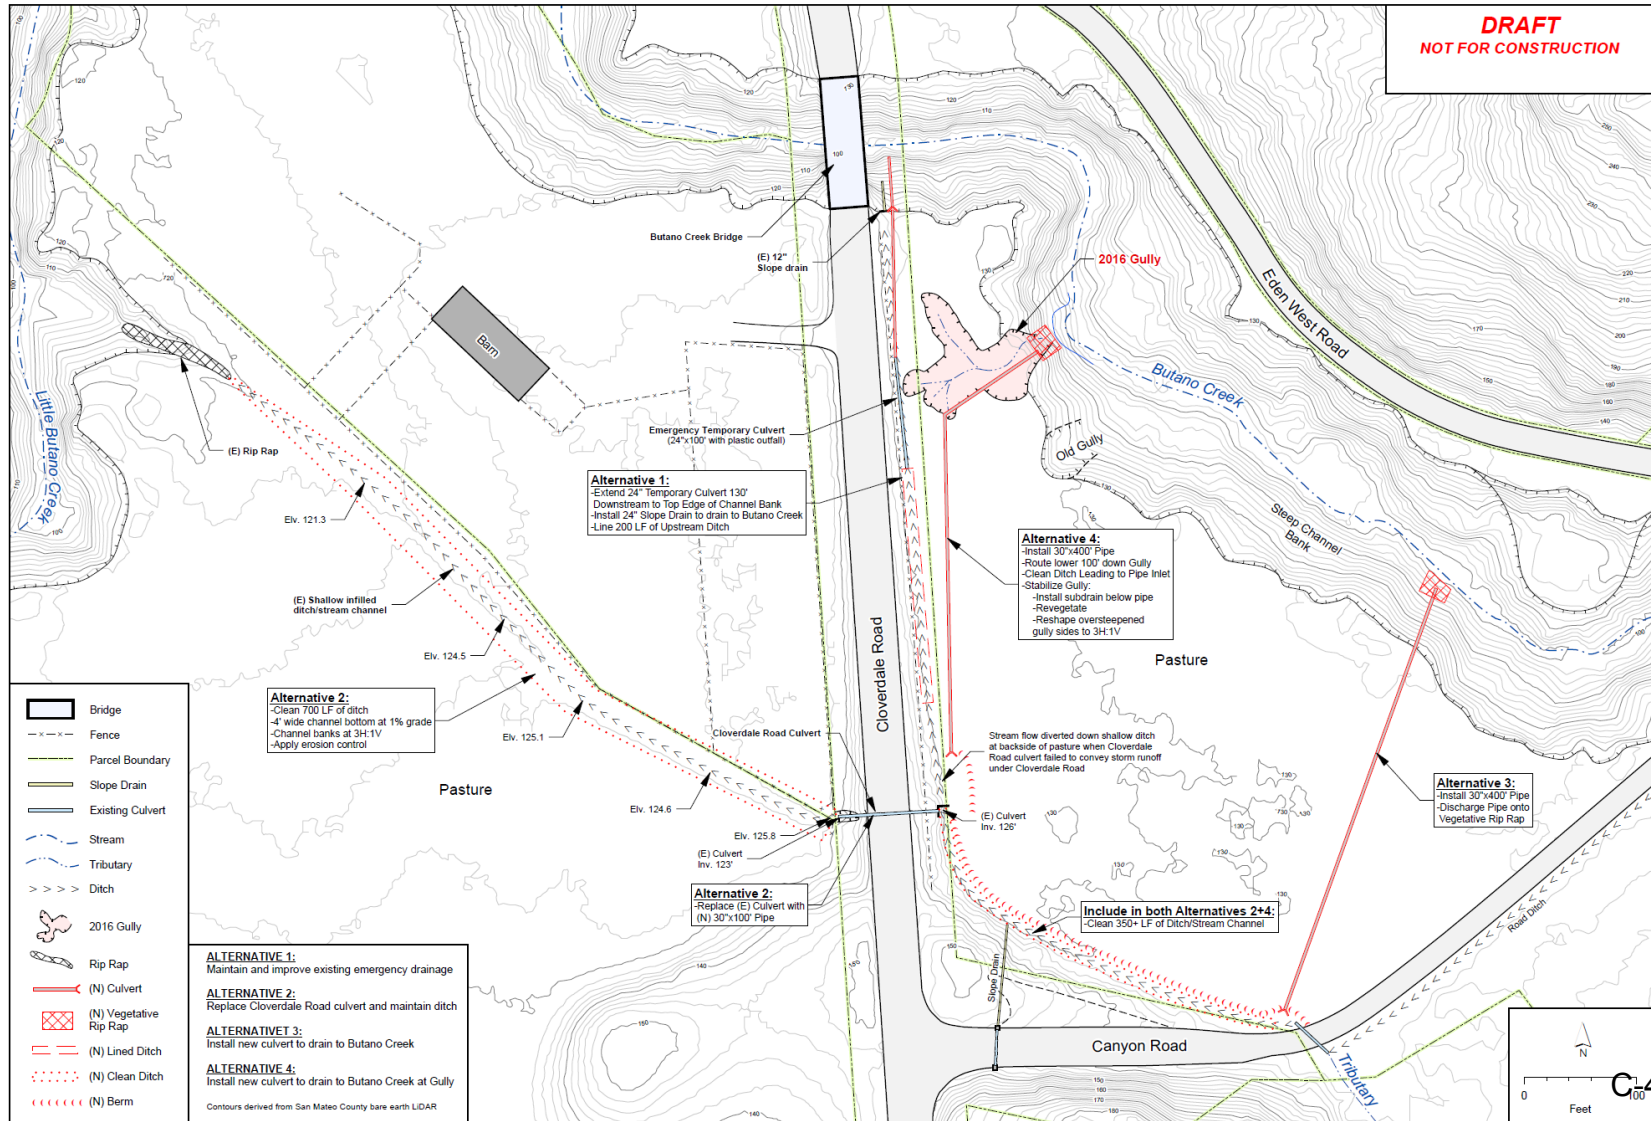 DRAFT
NOT FOR CONSTRUCTION
Butano Creek Bridge
(E) 12"
Slope drain
2016 Gully
Eden West Road
Butano Creek
Barn
Little Butano Creek
(E) Rip Rap
Emergency Temporary Culvert
(24"x100' with plastic outfall)
Old Gully
Alternative 1:
-Extend 24" Temporary Culvert 130'
Downstream to Top Edge of Channel Bank
-Install 24" Slope Drain to drain to Butano Creek
-Line 200 LF of Upstream Ditch
Elv. 121.3
Steep Channel
Bank
Alternative 4:
-Install 30"x400' Pipe
-Route lower 100' down Gully
-Clean Ditch Leading to Pipe Inlet
-Stabilize Gully:
-Install subdrain below pipe
-Revegetate
-Reshape oversteepened
gully sides to 3H:1V
(E) Shallow infilled
ditch/stream channel
Elv. 124.5
Cloverdale Road
Pasture
Alternative 2:
-Clean 700 LF of ditch
-4' wide channel bottom at 1% grade
-Channel banks at 3H:1V
-Apply erosion control
Elv. 125.1
Cloverdale Road Culvert
Stream flow diverted down shallow ditch
at backside of pasture when Cloverdale
Road culvert failed to convey storm runoff
under Cloverdale Road
Pasture
Elv. 124.6
Alternative 3:
-Install 30"x400' Pipe
-Discharge Pipe onto
Vegetative Rip Rap
Elv. 125.8
(E) Culvert
Inv. 126'
(E) Culvert
Inv. 123'
Alternative 2:
-Replace (E) Culvert with
(N) 30"x100' Pipe
Include in both Alternatives 2+4:
-Clean 350+ LF of Ditch/Stream Channel
Road Ditch
Slope Drain
Canyon Road
Tributary
Bridge
Fence
Parcel Boundary
Slope Drain
Existing Culvert
Stream
Tributary
Ditch
2016 Gully
Rip Rap
(N) Culvert
(N) Vegetative
Rip Rap
(N) Lined Ditch
(N) Clean Ditch
(N) Berm
ALTERNATIVE 1:
Maintain and improve existing emergency drainage
ALTERNATIVE 2:
Replace Cloverdale Road culvert and maintain ditch
ALTERNATIVET 3:
Install new culvert to drain to Butano Creek
ALTERNATIVE 4:
Install new culvert to drain to Butano Creek at Gully
Contours derived from San Mateo County bare earth LiDAR
N
0
100
Feet
C-4